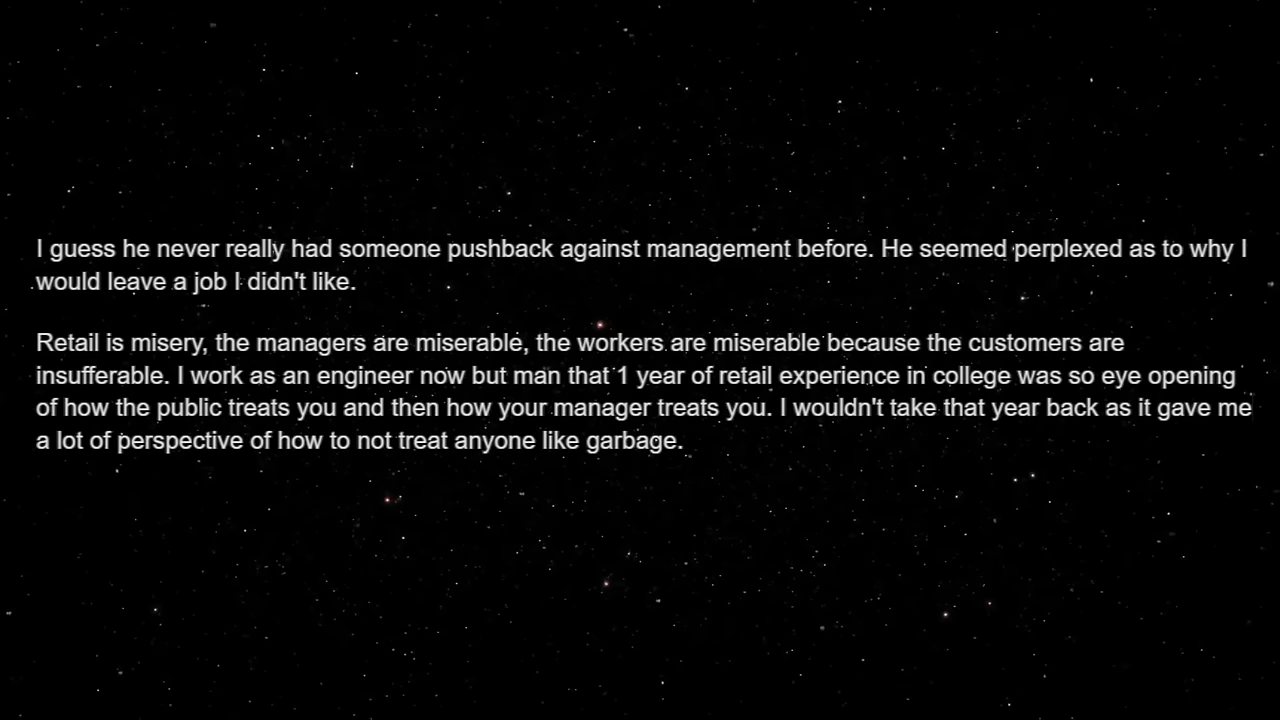 I guess he never really had someone pushback against management before. He seemed perplexed as to why I
would leave a job I didn't like.
Retail is misery, the managers are miserable, the workers are miserable because the customers are
insufferable. I work as an engineer now but man that 1 year of retail experience in college was so eye opening
of how the public treats you and then how your manager treats you. I wouldn't take that year back as it gave me
a lot of perspective of how to not treat anyone like garbage.